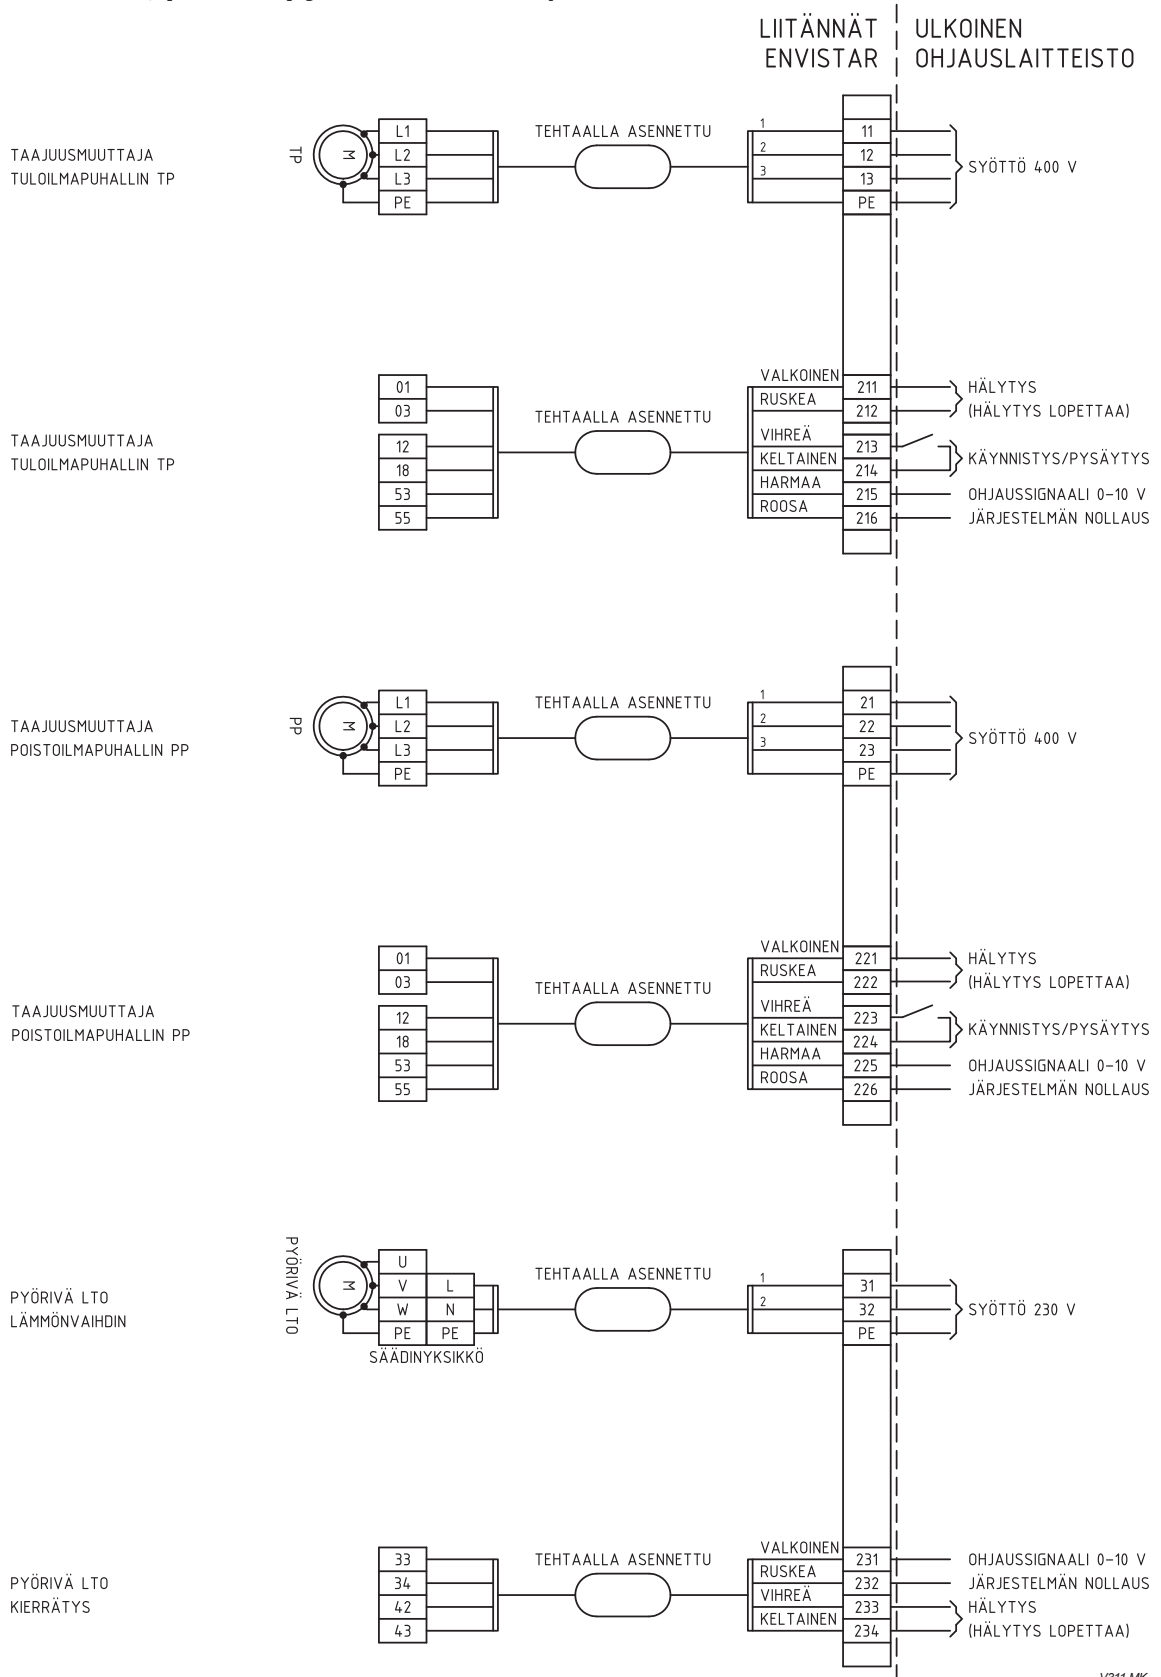 LIITÄNNÄT
ENVISTAR
ULKOINEN
OHJAUSLAITTEISTO
TAAJUUSMUUTTAJA
TULOILMAPUHALLIN TP
TP
M
L1
L2
L3
PE
TEHTAALLA ASENNETTU
1
2
3
11
12
13
PE
SYÖTTÖ 400 V
TAAJUUSMUUTTAJA
TULOILMAPUHALLIN TP
01
03
12
18
53
55
TEHTAALLA ASENNETTU
VALKOINEN
RUSKEA
VIHREÄ
KELTAINEN
HARMAA
ROOSA
211
212
213
214
215
216
HÄLYTYS
(HÄLYTYS LOPETTAA)
KÄYNNISTYS/PYSÄYTYS
OHJAUSSIGNAALI 0-10 V
JÄRJESTELMÄN NOLLAUS
TAAJUUSMUUTTAJA
POISTOILMAPUHALLIN PP
PP
M
L1
L2
L3
PE
TEHTAALLA ASENNETTU
1
2
3
21
22
23
PE
SYÖTTÖ 400 V
TAAJUUSMUUTTAJA
POISTOILMAPUHALLIN PP
01
03
12
18
53
55
TEHTAALLA ASENNETTU
VALKOINEN
RUSKEA
VIHREÄ
KELTAINEN
HARMAA
ROOSA
221
222
223
224
225
226
HÄLYTYS
(HÄLYTYS LOPETTAA)
KÄYNNISTYS/PYSÄYTYS
OHJAUSSIGNAALI 0-10 V
JÄRJESTELMÄN NOLLAUS
PYÖRIVÄ LTO
LÄMMÖNVAIHDIN
PYÖRIVÄ LTO
M
U
V L
W N
PE PE
SÄÄDINYKSIKKÖ
TEHTAALLA ASENNETTU
1
2
31
32
PE
SYÖTTÖ 230 V
PYÖRIVÄ LTO
KIERRÄTYS
33
34
42
43
TEHTAALLA ASENNETTU
VALKOINEN
RUSKEA
VIHREÄ
KELTAINEN
231
232
233
234
OHJAUSSIGNAALI 0-10 V
JÄRJESTELMÄN NOLLAUS
HÄLYTYS
(HÄLYTYS LOPETTAA)